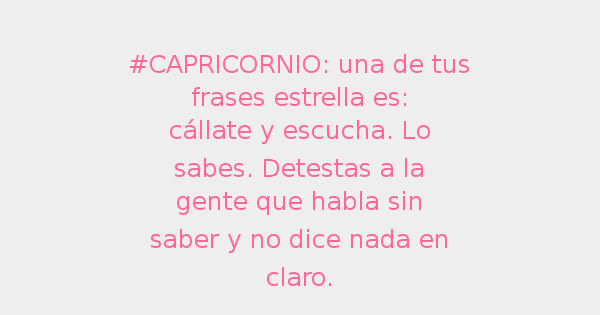 #CAPRICORNIO: una de tus
frases estrella es:
cállate y escucha. Lo
sabes. Detestas a la
gente que habla sin
saber y no dice nada en
claro.